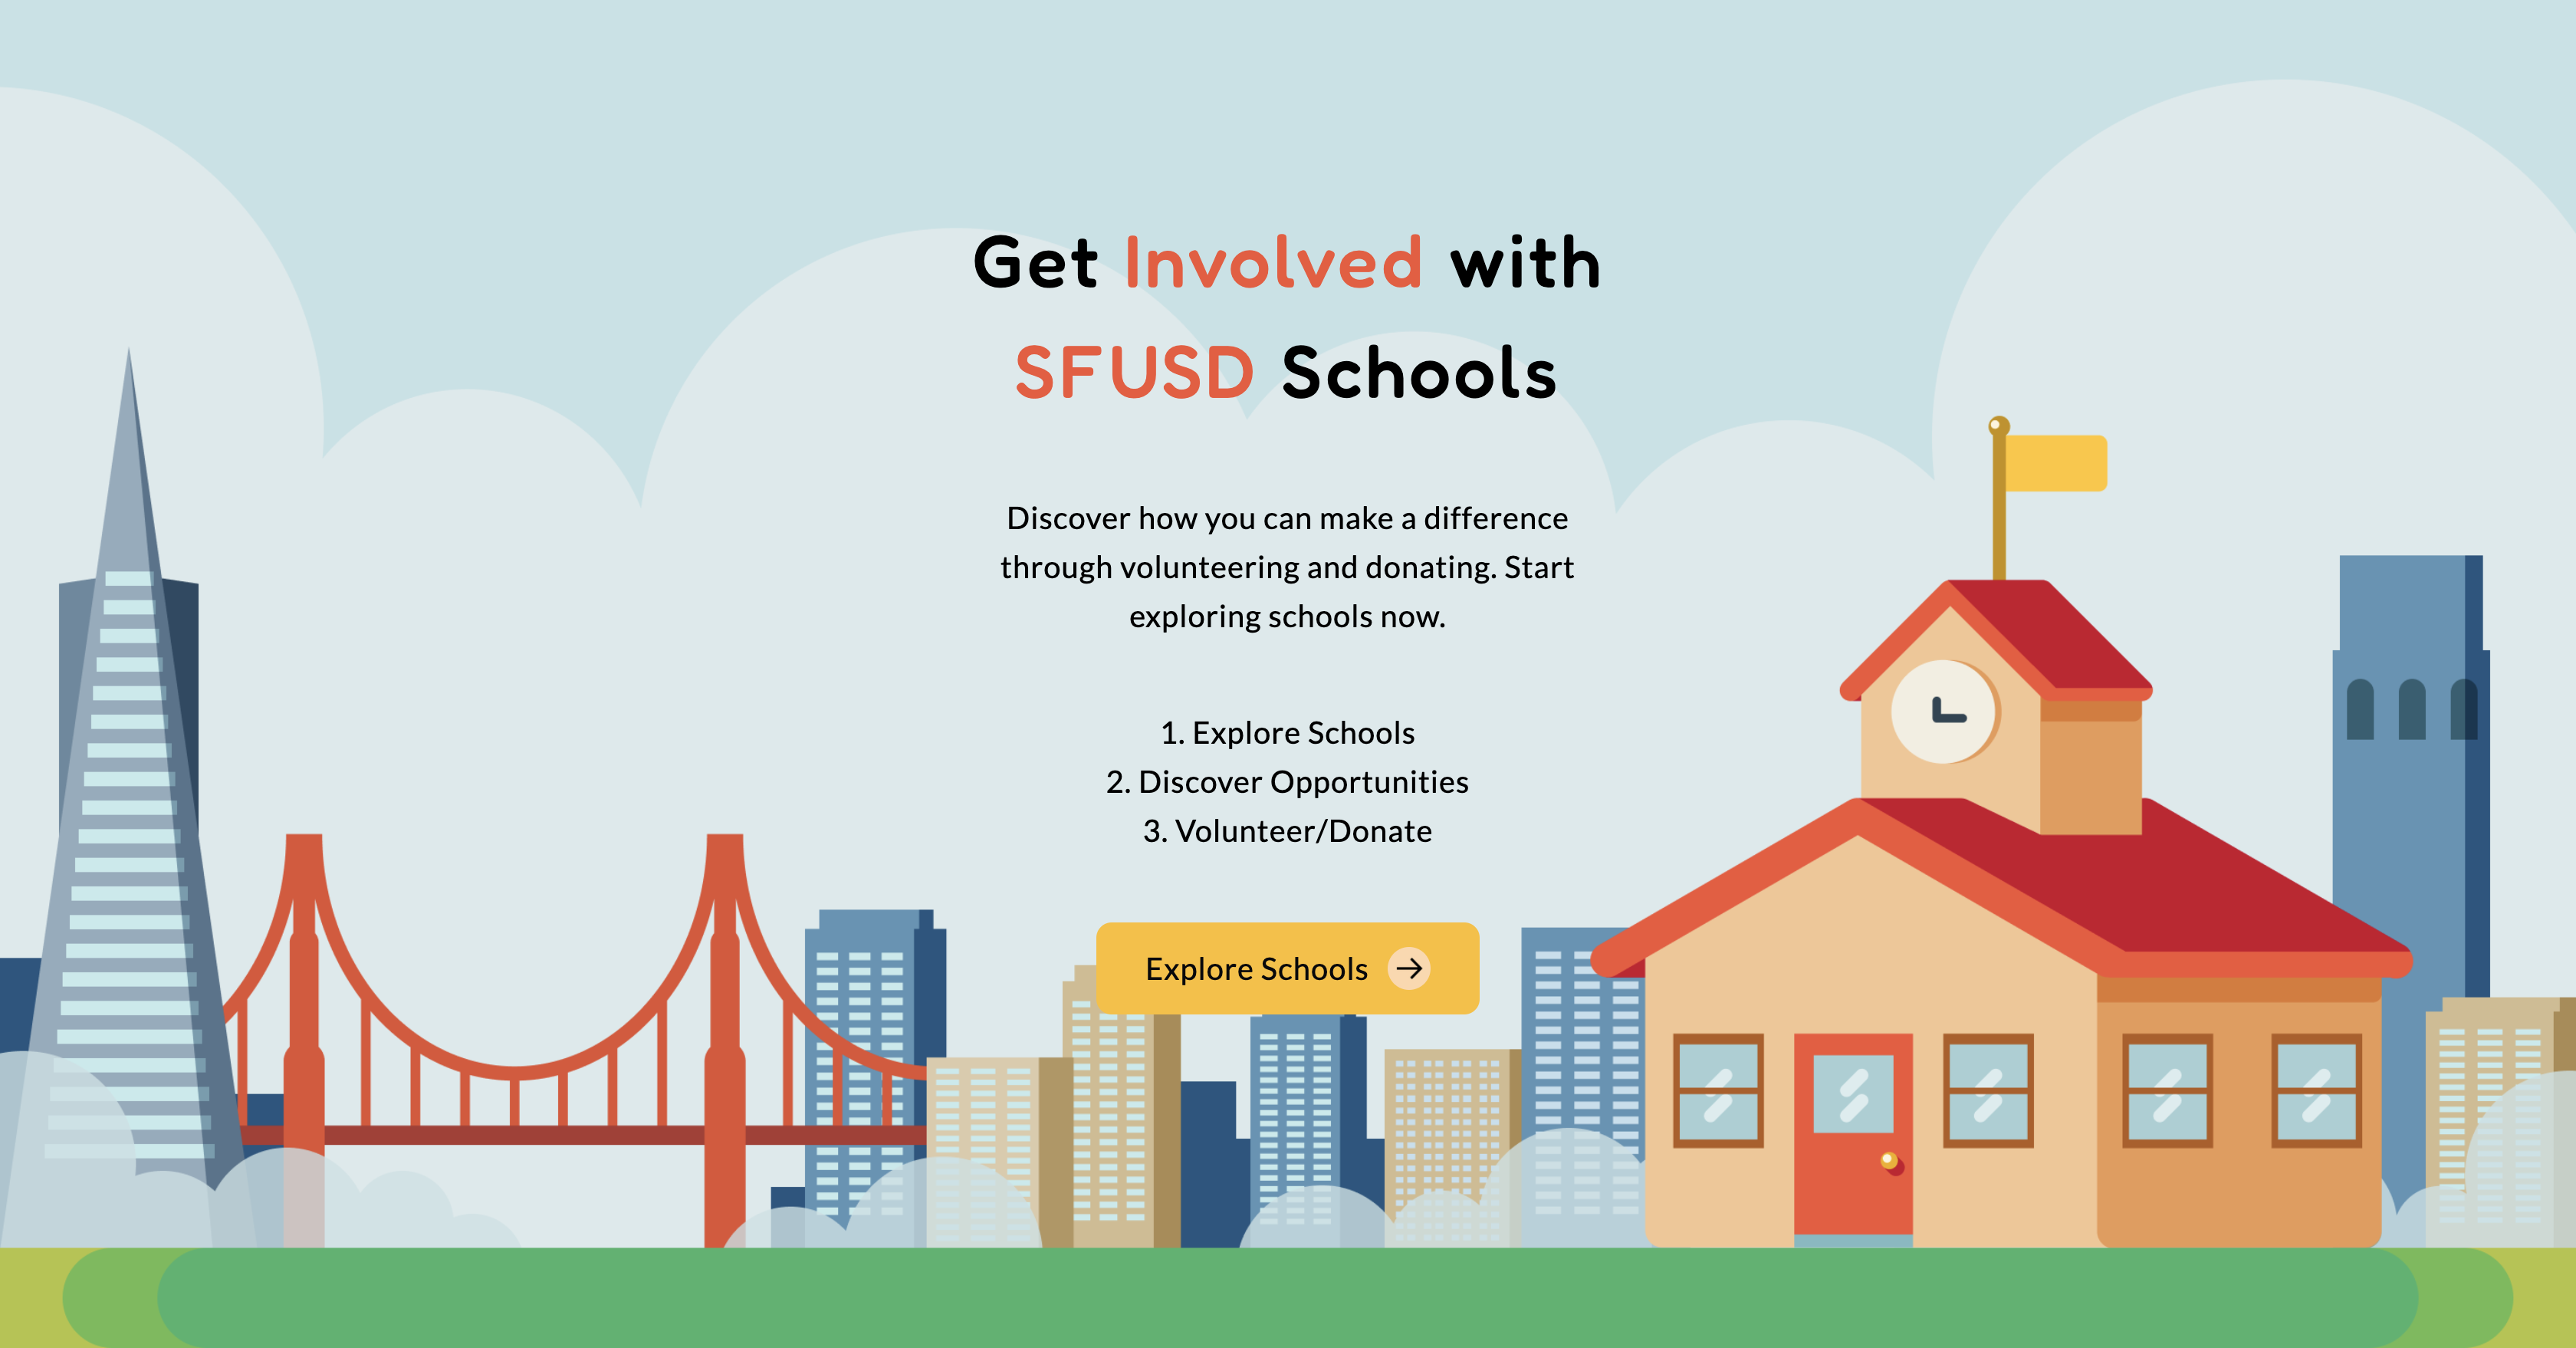 Get Involved with
SFUSD Schools
Discover how you can make a difference
through volunteering and donating. Start
exploring schools now.
1. Explore Schools
2. Discover Opportunities
3. Volunteer/Donate
Explore Schools